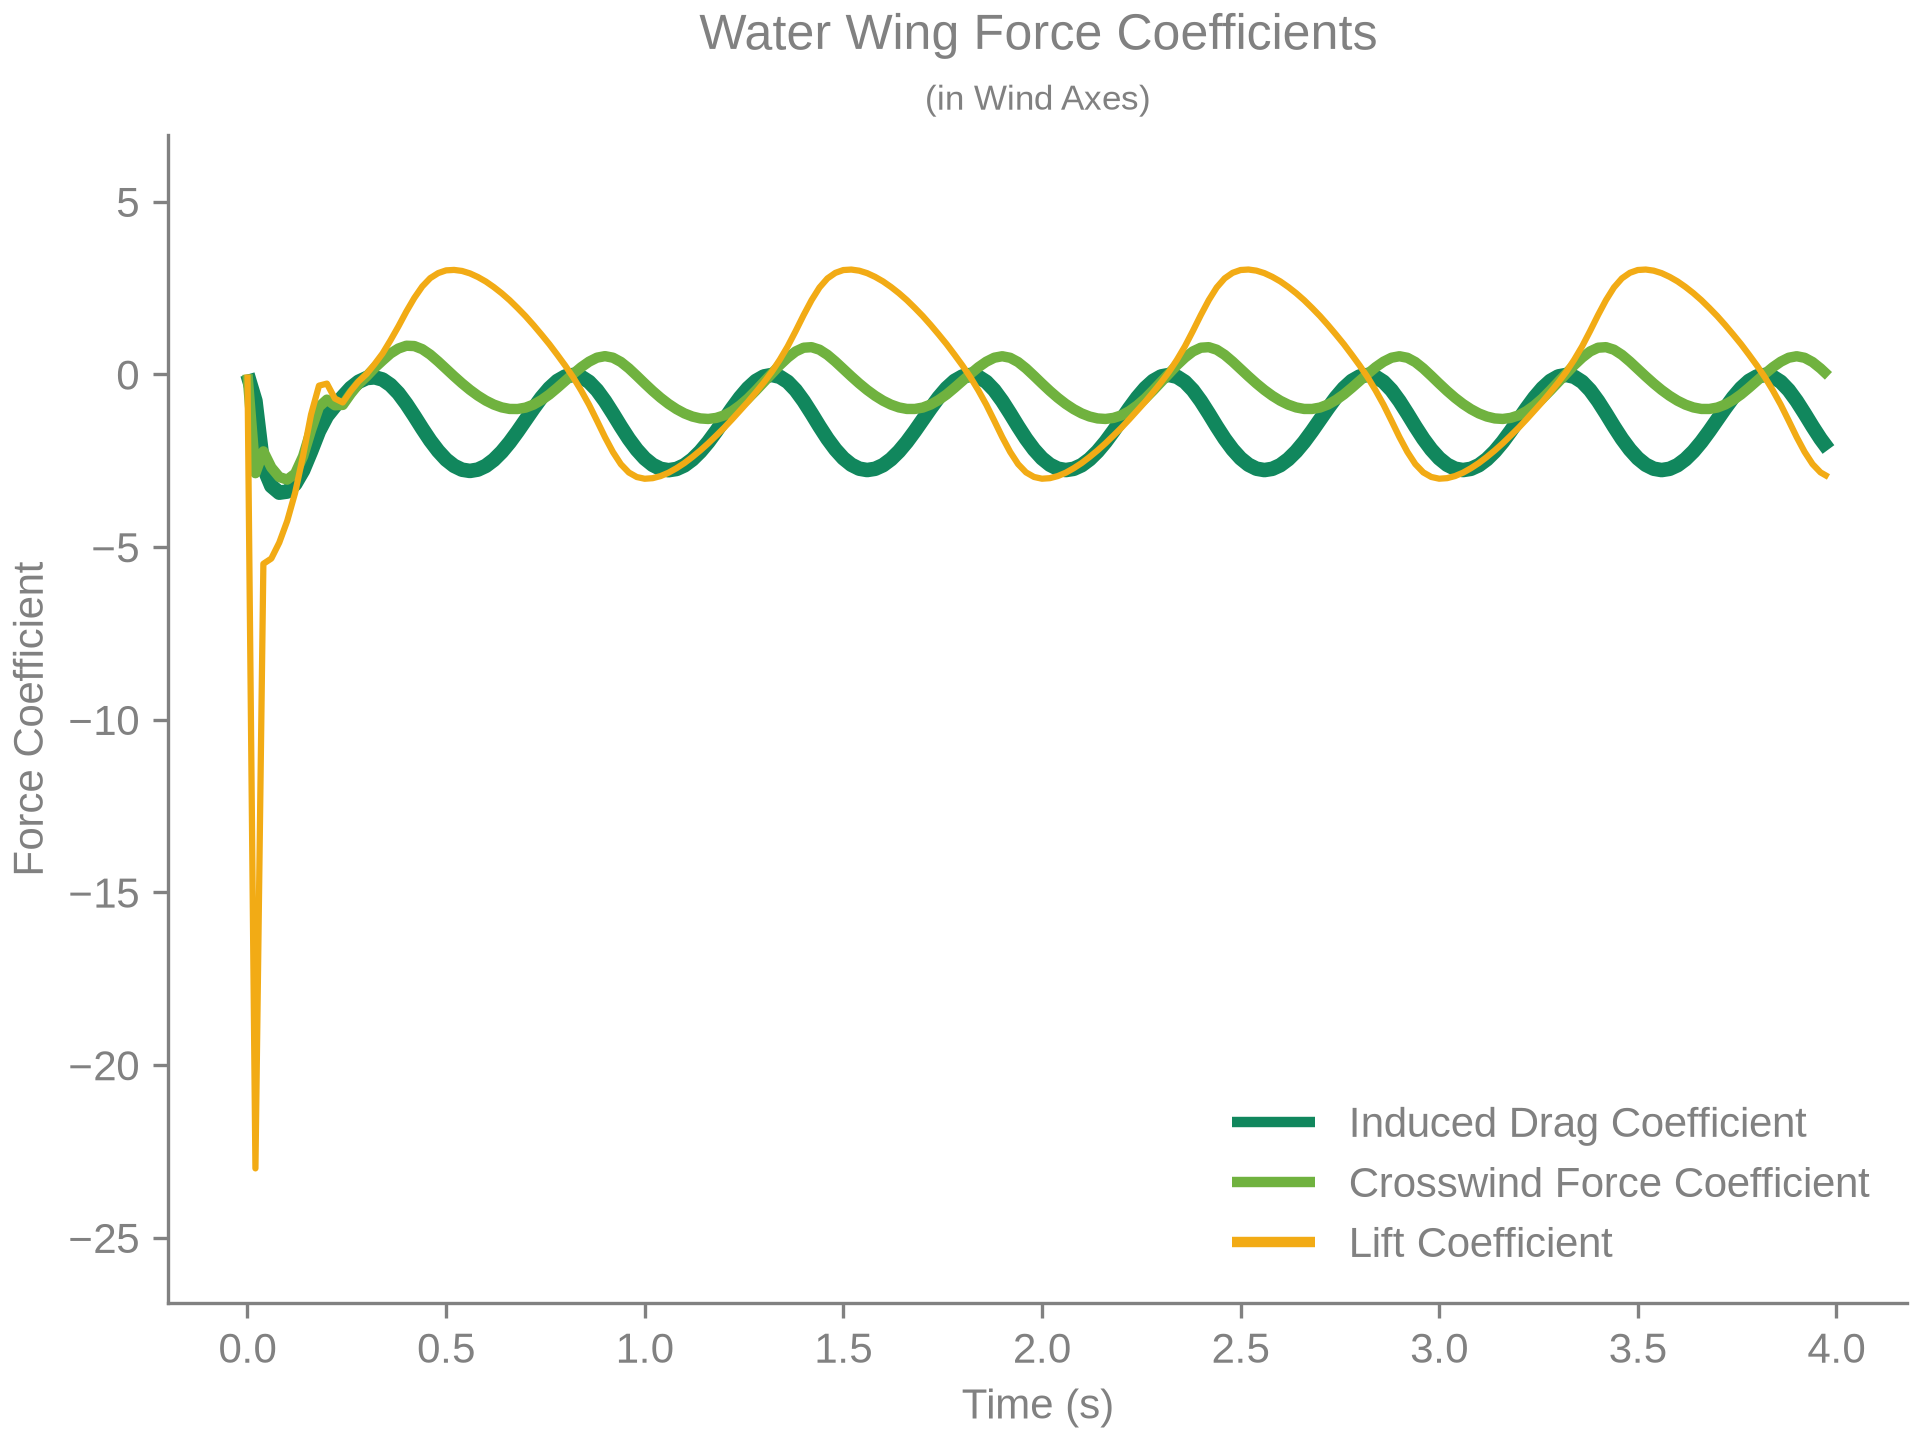 Water Wing Force Coefficients
(in Wind Axes)
Force Coefficient
5
0
−5
−10
−15
−20
−25
Induced Drag Coefficient
Crosswind Force Coefficient
Lift Coefficient
0.0 0.5 1.0 1.5 2.0 2.5 3.0 3.5 4.0
Time (s)